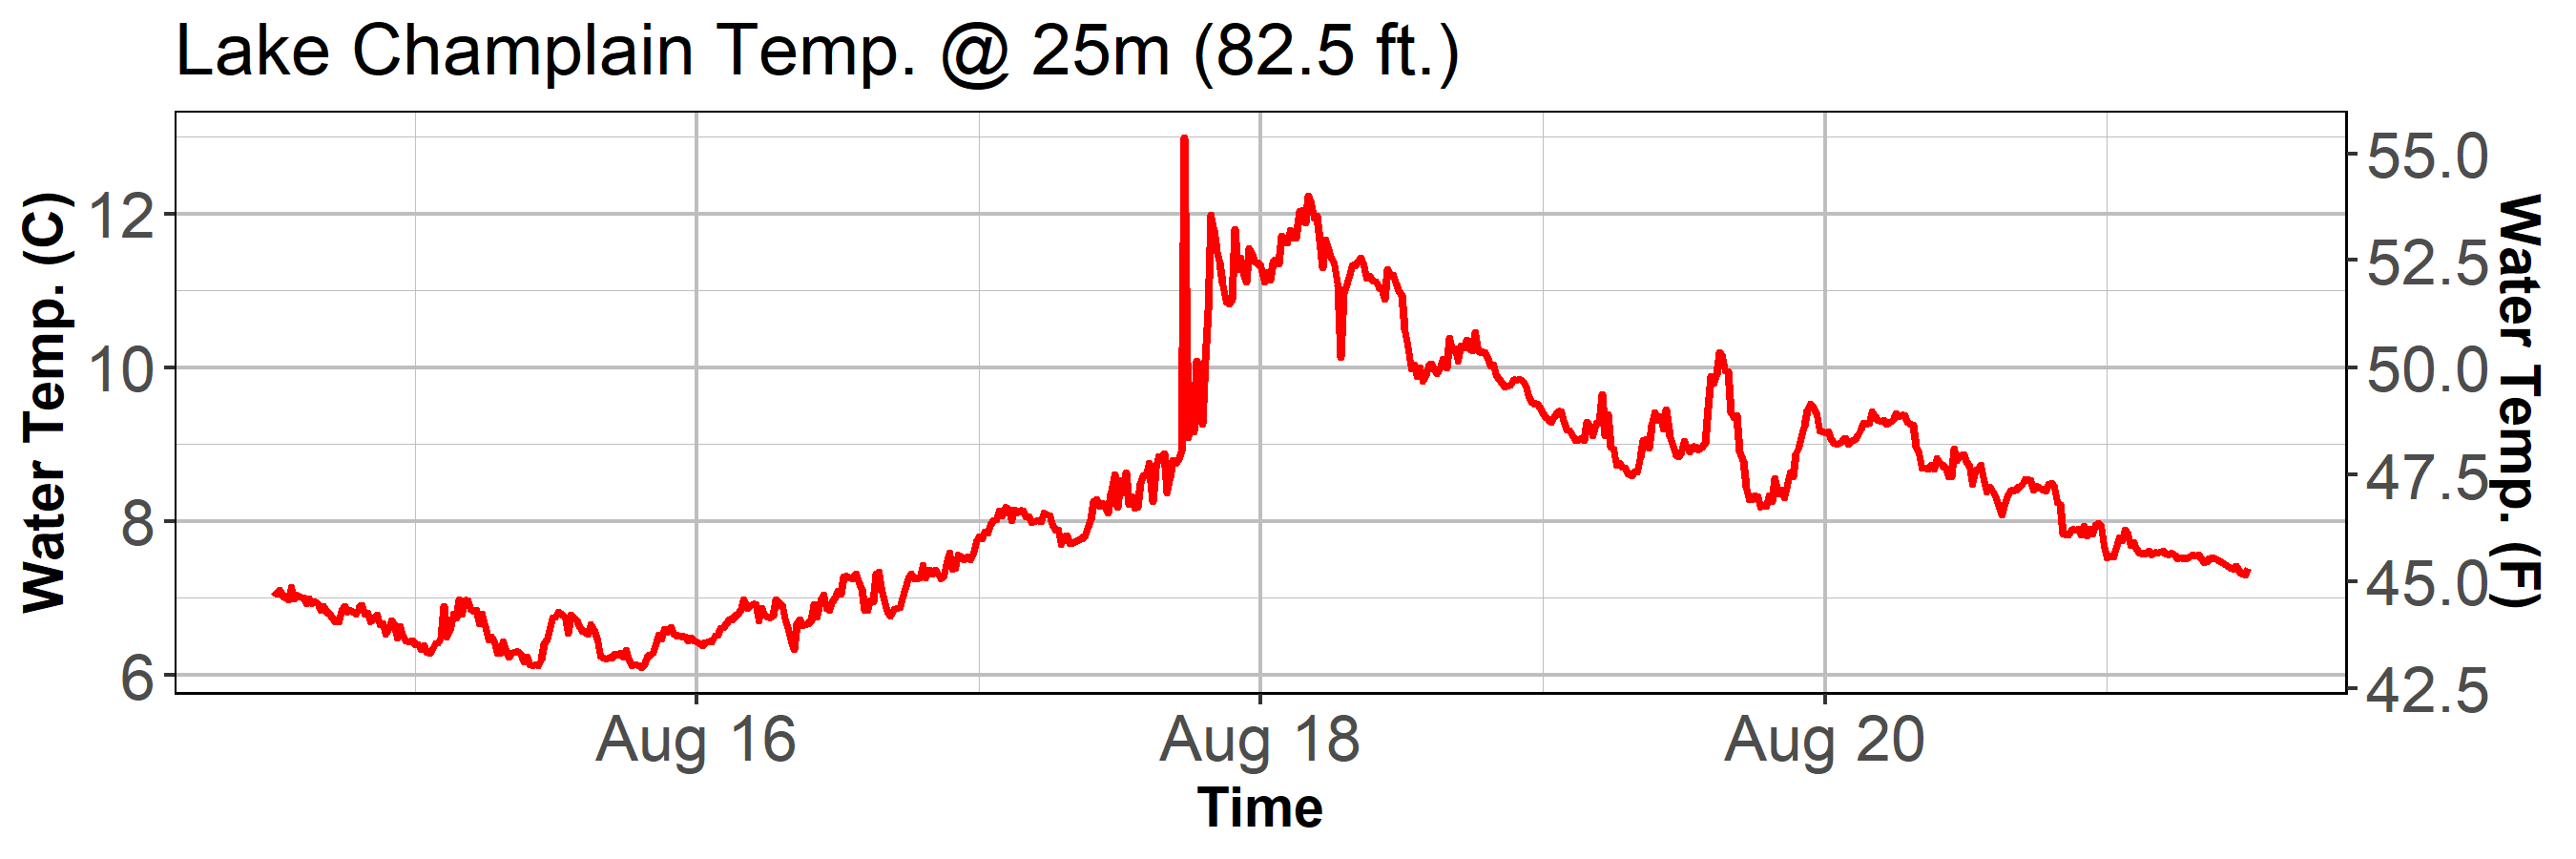 Lake Champlain Temp. @ 25m (82.5 ft.)
Water Temp. (C)
12
10
8
6
55.0
52.5
50.0
47.5
45.0
42.5
Water Temp. (F)
Aug 16 Aug 18 Aug 20
Time